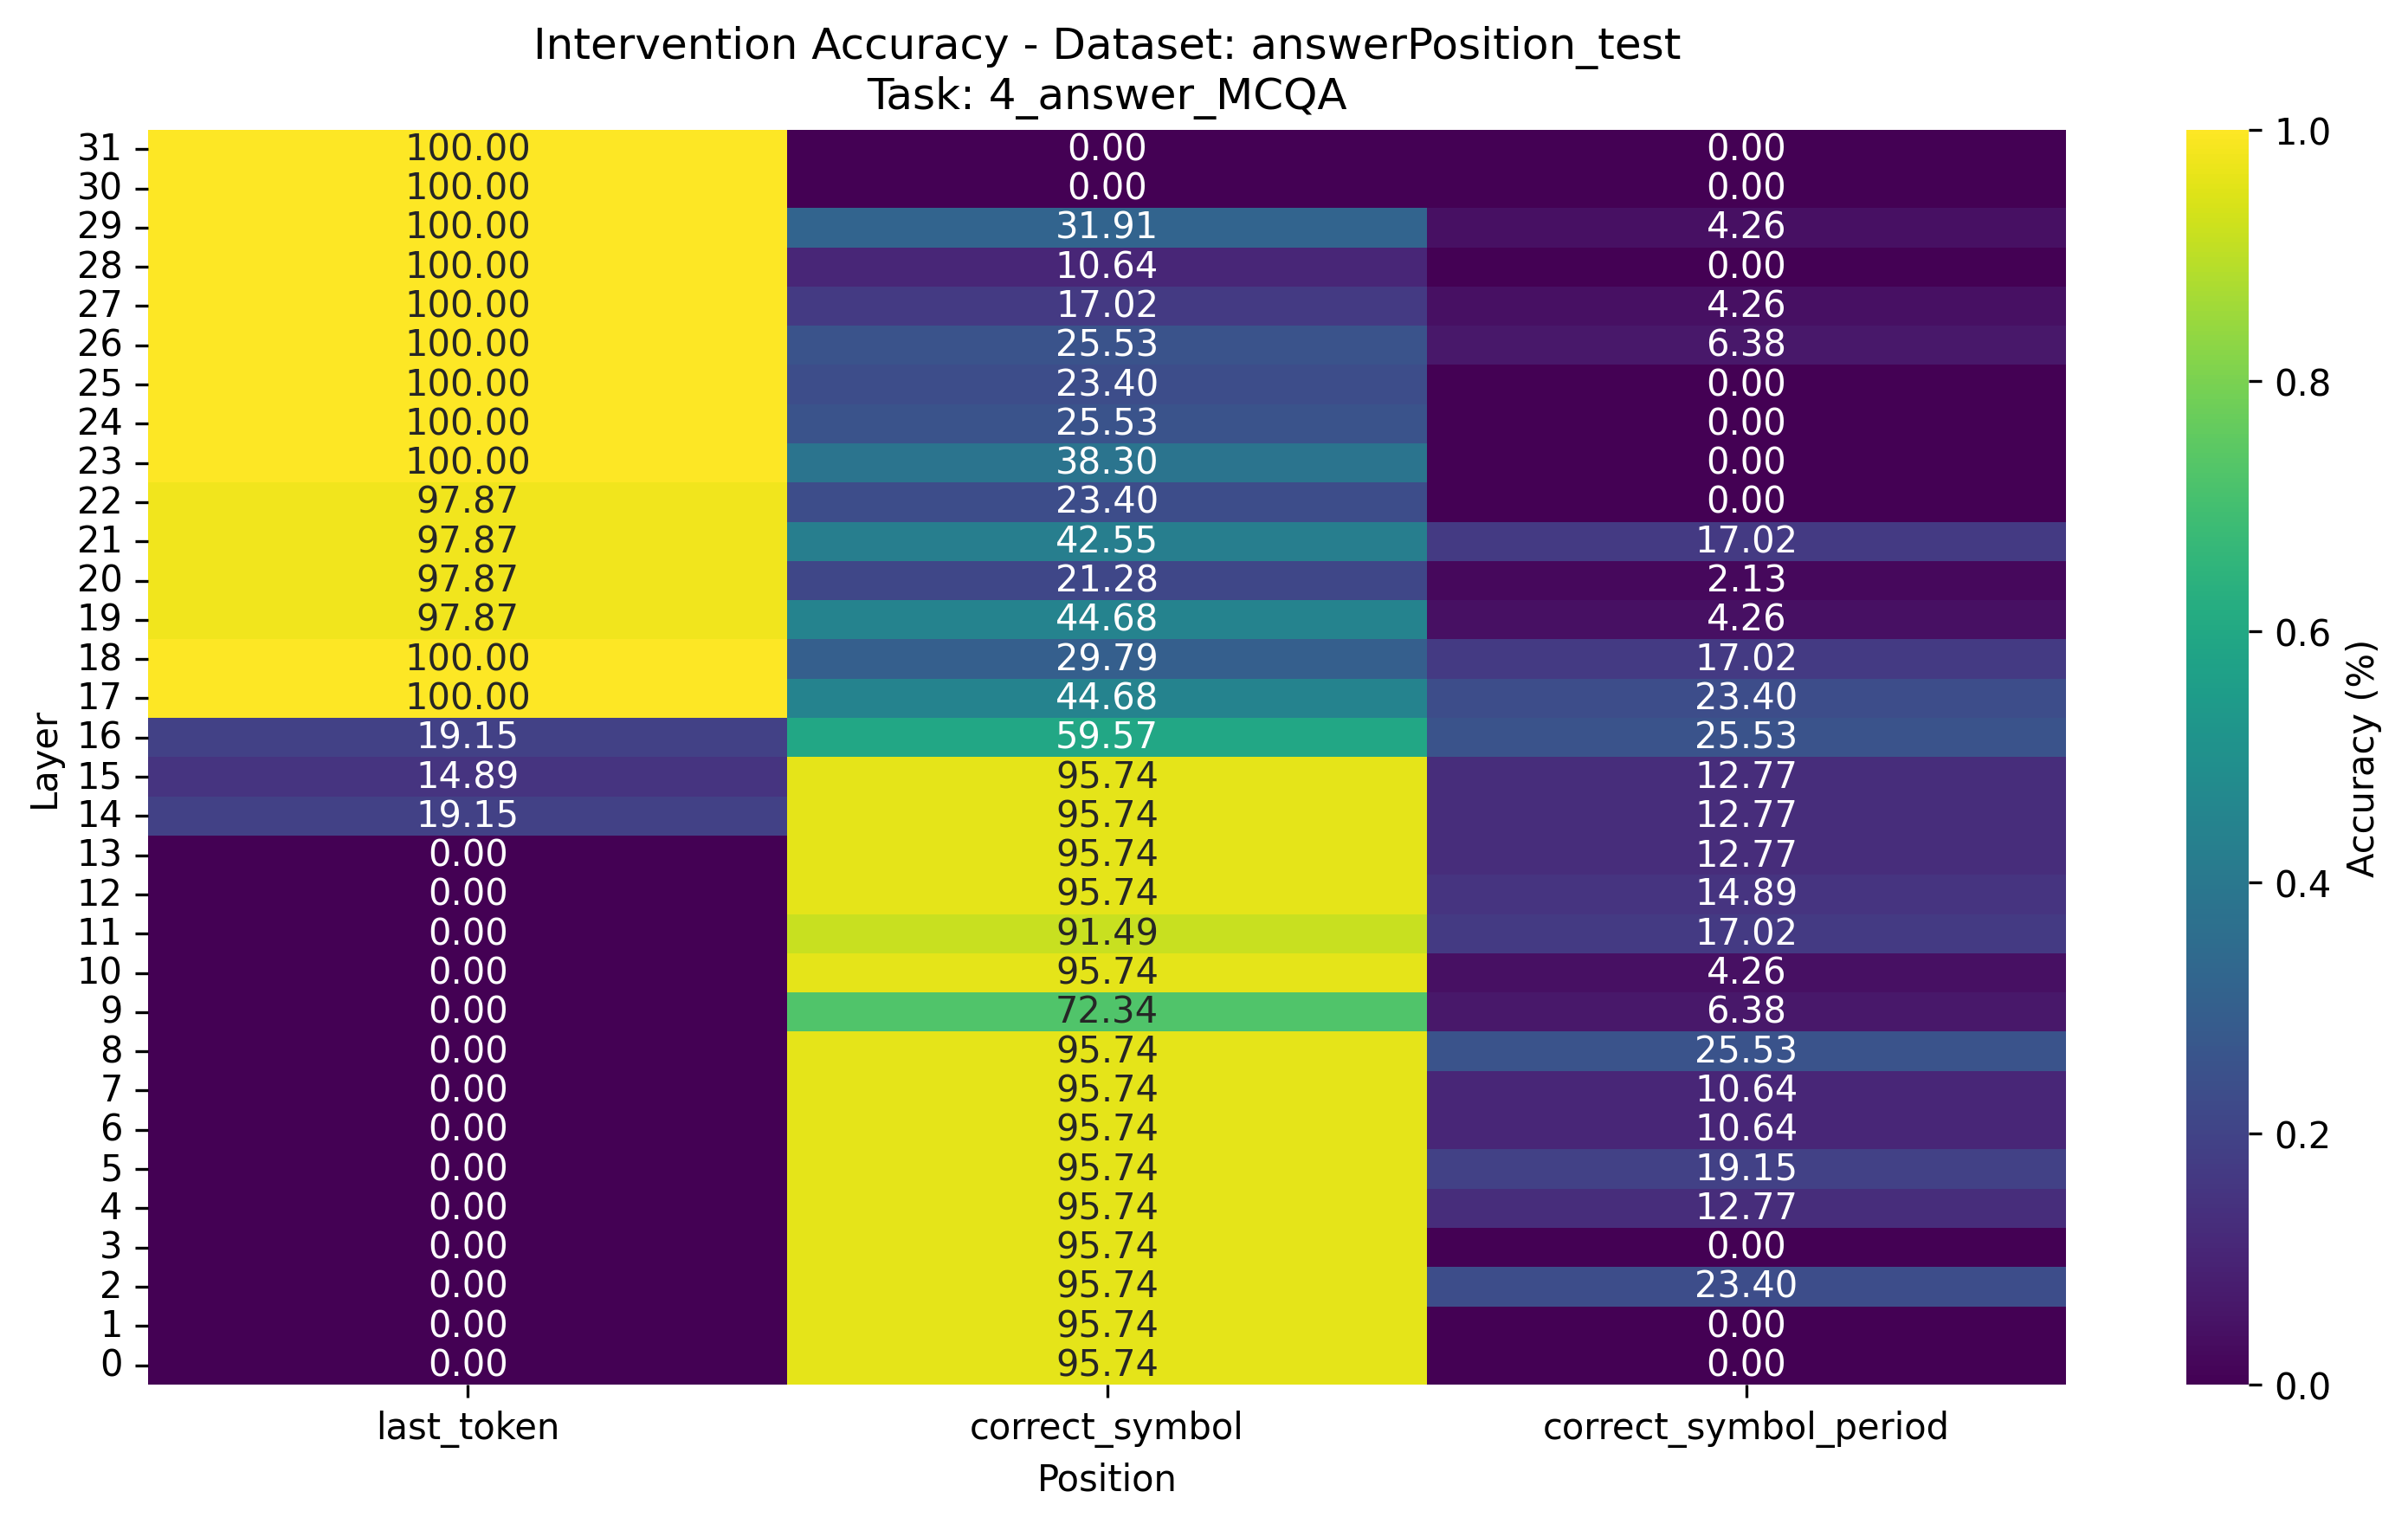 Intervention Accuracy - Dataset: answerPosition_test
Task: 4_answer_MCQA
31 100.00 0.00 0.00
30 100.00 0.00 0.00
29 100.00 31.91 4.26
28 100.00 10.64 0.00
27 100.00 17.02 4.26
26 100.00 25.53 6.38
25 100.00 23.40 0.00
24 100.00 25.53 0.00
23 100.00 38.30 0.00
22 97.87 23.40 0.00
21 97.87 42.55 17.02
20 97.87 21.28 2.13
19 97.87 44.68 4.26
18 100.00 29.79 17.02
17 100.00 44.68 23.40
16 19.15 59.57 25.53
15 14.89 95.74 12.77
14 19.15 95.74 12.77
13 0.00 95.74 12.77
12 0.00 95.74 14.89
11 0.00 91.49 17.02
10 0.00 95.74 4.26
9 0.00 72.34 6.38
8 0.00 95.74 25.53
7 0.00 95.74 10.64
6 0.00 95.74 10.64
5 0.00 95.74 19.15
4 0.00 95.74 12.77
3 0.00 95.74 0.00
2 0.00 95.74 23.40
1 0.00 95.74 0.00
0 0.00 95.74 0.00
last_token correct_symbol correct_symbol_period
Position
Layer
1.0
0.8
0.6
0.4
0.2
0.0
Accuracy (%)